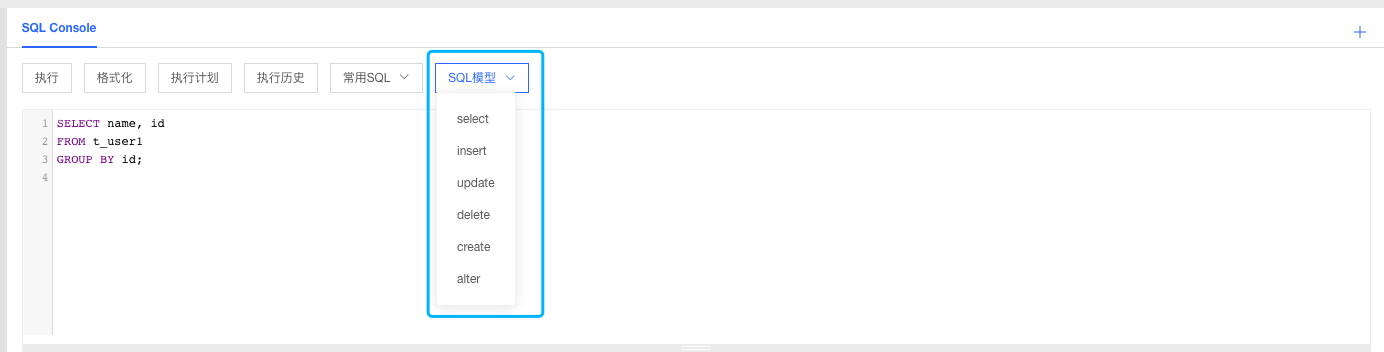 SQL Console
执行 格式化 执行计划 执行历史 常用SQL SQL模型
1 SELECT name, id
2 FROM t_user1
3 GROUP BY id;
4
select
insert
update
delete
create
alter